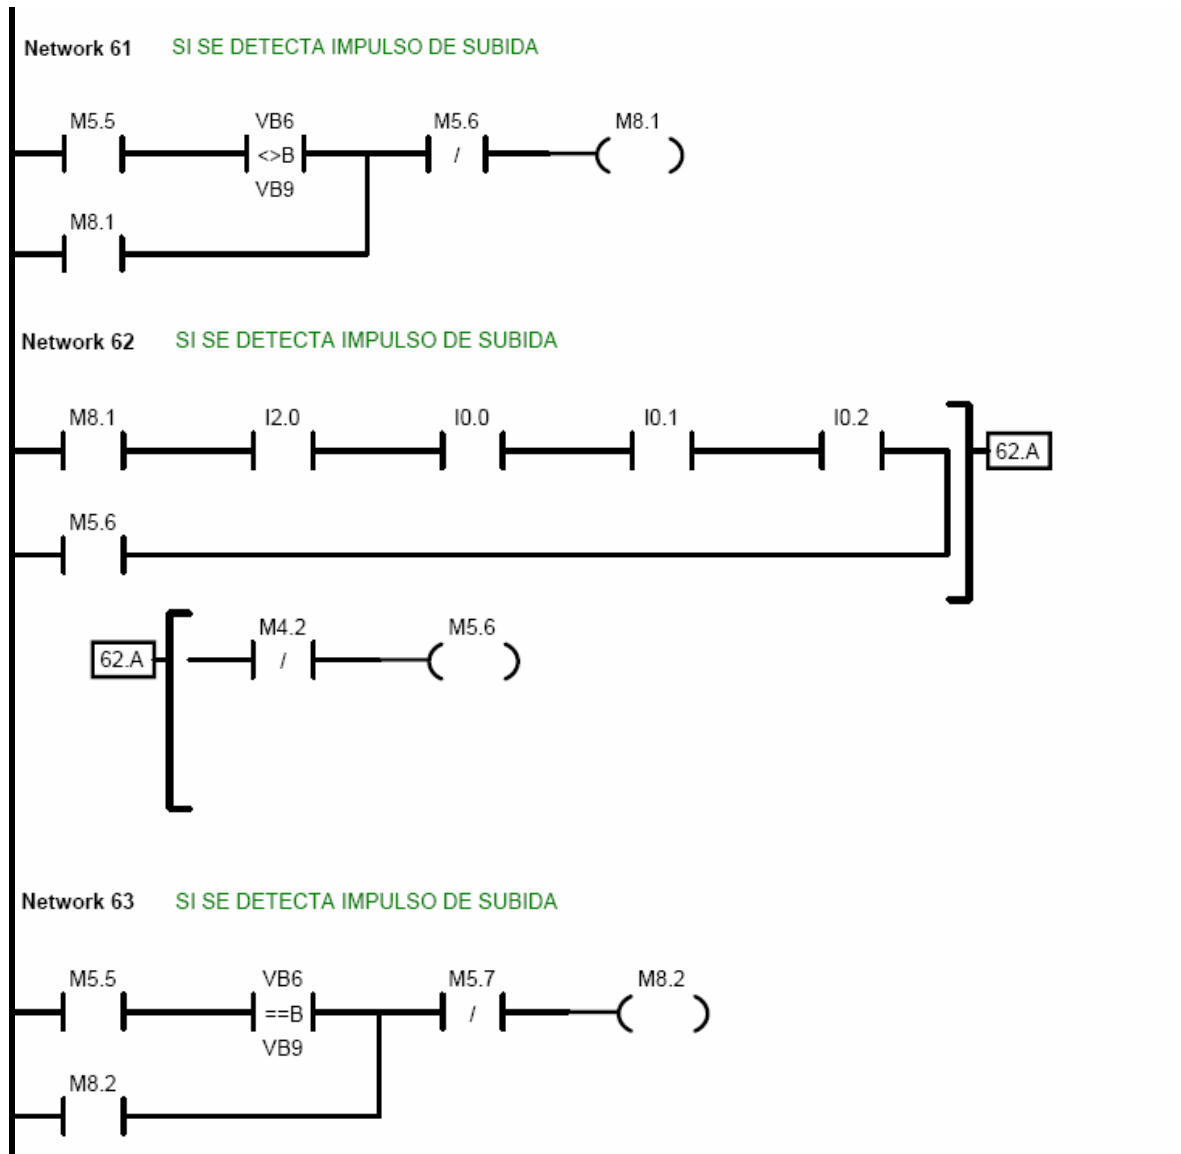 Network 61 SI SE DETECTA IMPULSO DE SUBIDA
M5.5 VB6 M5.6 M8.1
<>B /
VB9
M8.1
Network 62 SI SE DETECTA IMPULSO DE SUBIDA
M8.1 I2.0 I0.0 I0.1 I0.2
62.A
M5.6
M4.2 M5.6
62.A /
Network 63 SI SE DETECTA IMPULSO DE SUBIDA
M5.5 VB6 M5.7 M8.2
==B /
VB9
M8.2